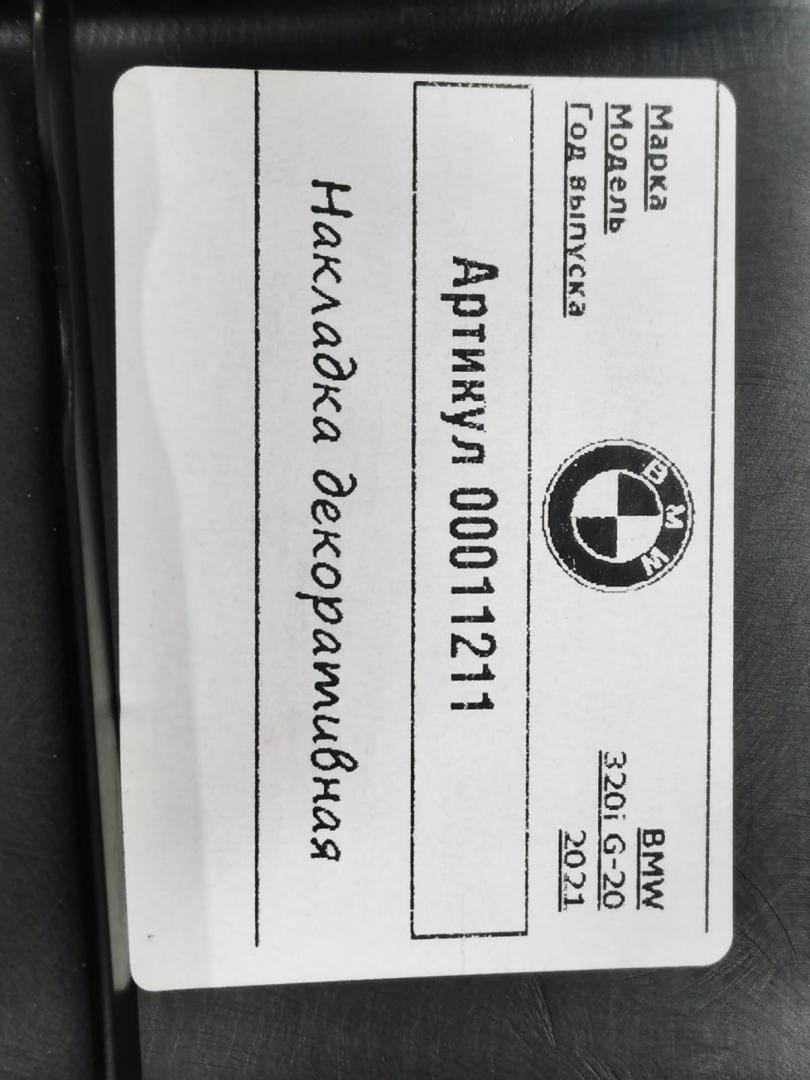 Марка BMW
Модель 320i G-20
Год выпуска 2021
BMW
Артикул 00011211
Накладка декоративная